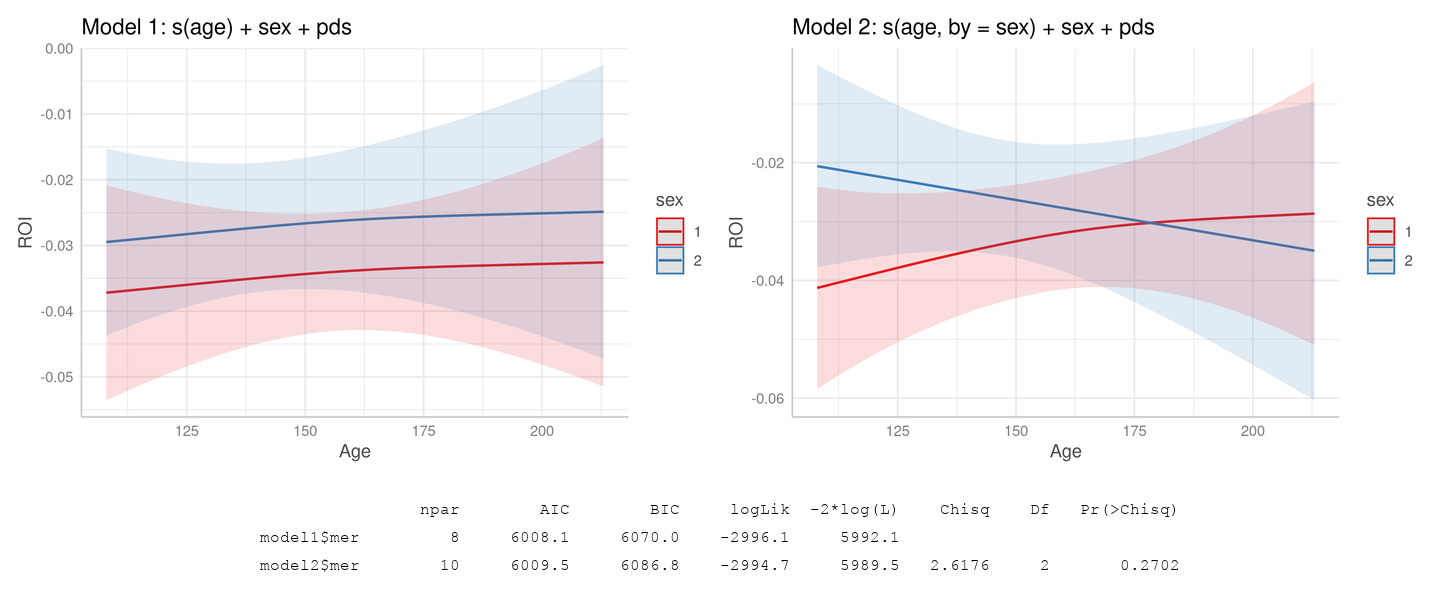 Model 1: s(age) + sex + pds
0.00
-0.01
-0.02
-0.03
-0.04
-0.05
ROI
125 150 175 200
Age
sex
1
2
Model 2: s(age, by = sex) + sex + pds
-0.02
-0.04
-0.06
ROI
125 150 175 200
Age
sex
1
2
npar AIC BIC logLik -2*log(L) Chisq Df Pr(>Chisq)
model1$mer 8 6008.1 6070.0 -2996.1 5992.1
model2$mer 10 6009.5 6086.8 -2994.7 5989.5 2.6176 2 0.2702